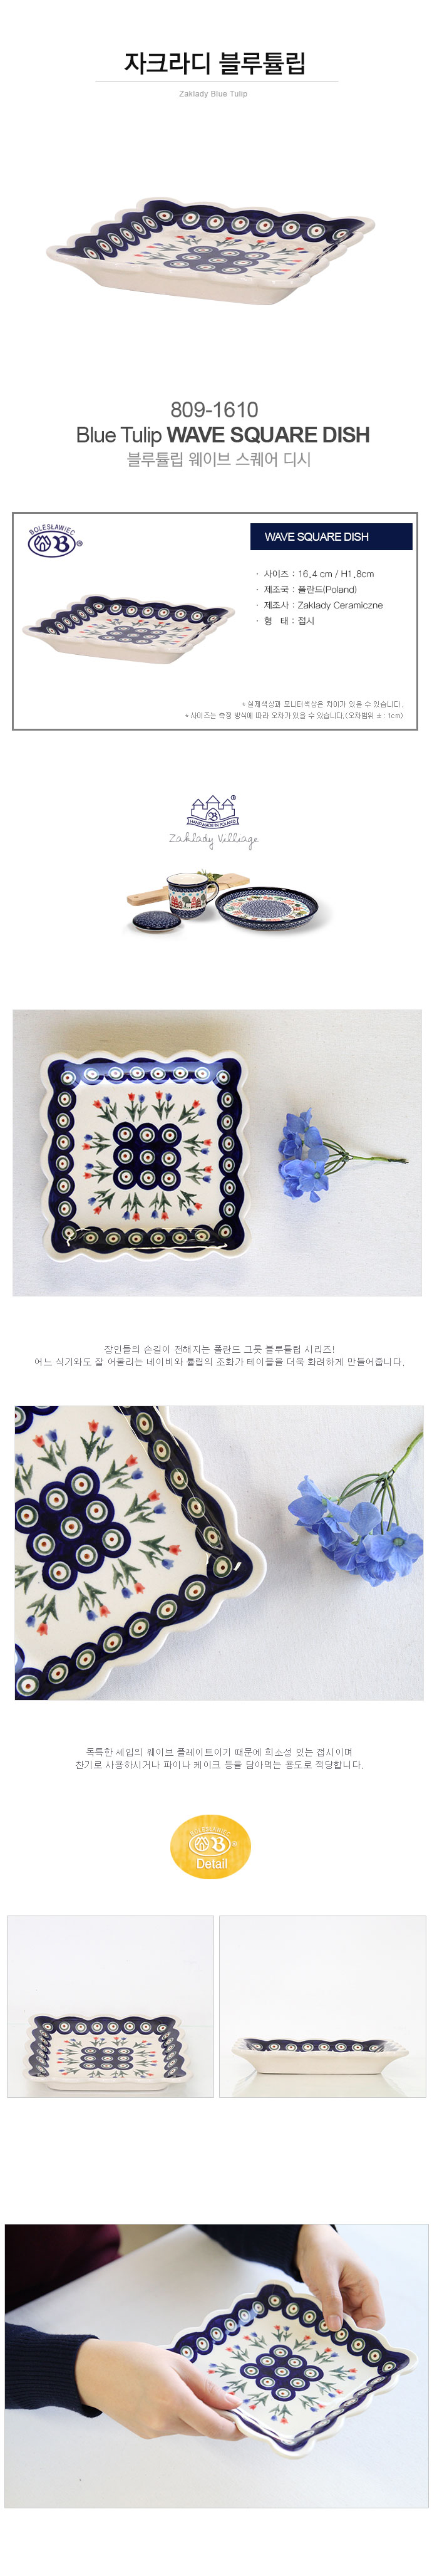 자크라디 블루튤립
Zaklady Blue Tulip
809-1610
Blue Tulip WAVE SQUARE DISH
블루튤립 웨이브 스퀘어 디시
BOLESŁAWIEC
B
®
WAVE SQUARE DISH
· 사이즈 : 16.4 cm / H1.8cm
· 제조국 : 폴란드(Poland)
· 제조사 : Zaklady Ceramiczne
· 형 태 : 접시
* 실제색상과 모니터색상은 차이가 있을 수 있습니다.
* 사이즈는 측정 방식에 따라 오차가 있을 수 있습니다.(오차범위 ± : 1cm)
B
®
HAND MADE IN POLAND
Zaklady Villiage
장인들의 손길이 전해지는 폴란드 그릇 블루튤립 시리즈!
어느 식기와도 잘 어울리는 네이비와 튤립의 조화가 테이블을 더욱 화려하게 만들어줍니다.
독특한 셰입의 웨이브 플레이트이기 때문에 희소성 있는 접시이며
찬기로 사용하시거나 파이나 케이크 등을 담아먹는 용도로 적당합니다.
BOLESŁAWIEC
B
®
Detail